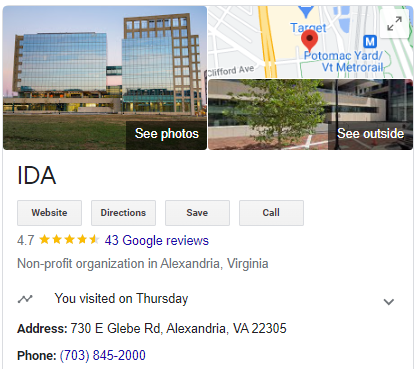 Target
Potomac Yard/
Vt Metrorail
M
Clifford Ave
See photos
See outside
IDA
Website
Directions
Save
Call
4.7 43 Google reviews
Non-profit organization in Alexandria, Virginia
You visited on Thursday
Address: 730 E Glebe Rd, Alexandria, VA 22305
Phone: (703) 845-2000